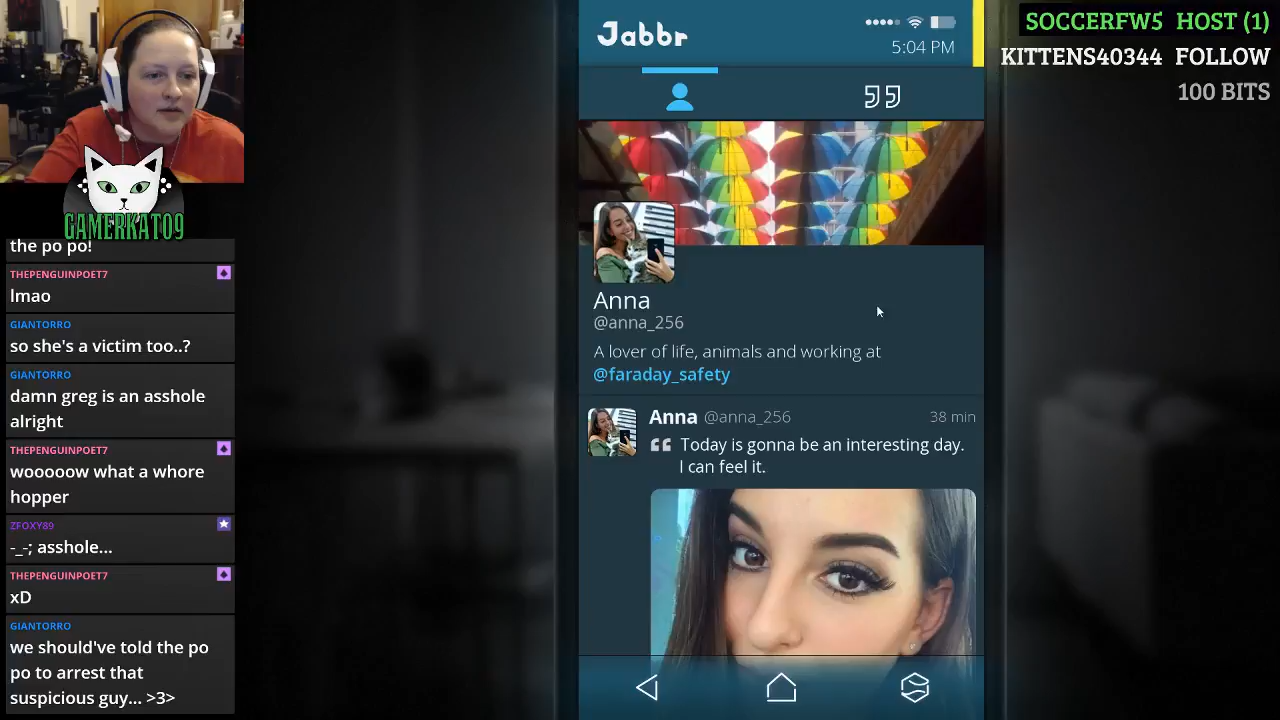 GAMERKAT09
the po po!
THEPENGUINPOET7
lmao
GIANTORRO
so she's a victim too..?
GIANTORRO
damn greg is an asshole
alright
THEPENGUINPOET7
wooooow what a whore
hopper
ZFOXY89
-_-; asshole...
THEPENGUINPOET7
xD
GIANTORRO
we should've told the po
po to arrest that
suspicious guy... >3>
Jabbr
5:04 PM
Anna
@anna_256
A lover of life, animals and working at
@faraday_safety
Anna @anna_256 38 min
Today is gonna be an interesting day.
I can feel it.
SOCCERFW5 HOST (1)
KITTENS40344 FOLLOW
100 BITS